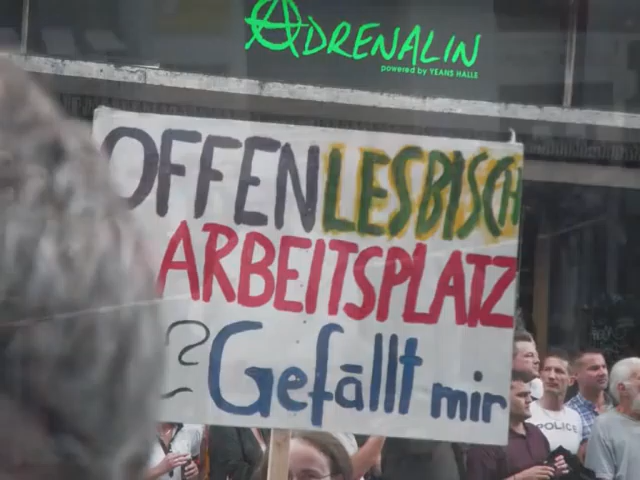 ADRENALIN
powered by YEANS HALLE
OFFEN LESBISCH
ARBEITSPLATZ
? Gefällt mir
POLICE